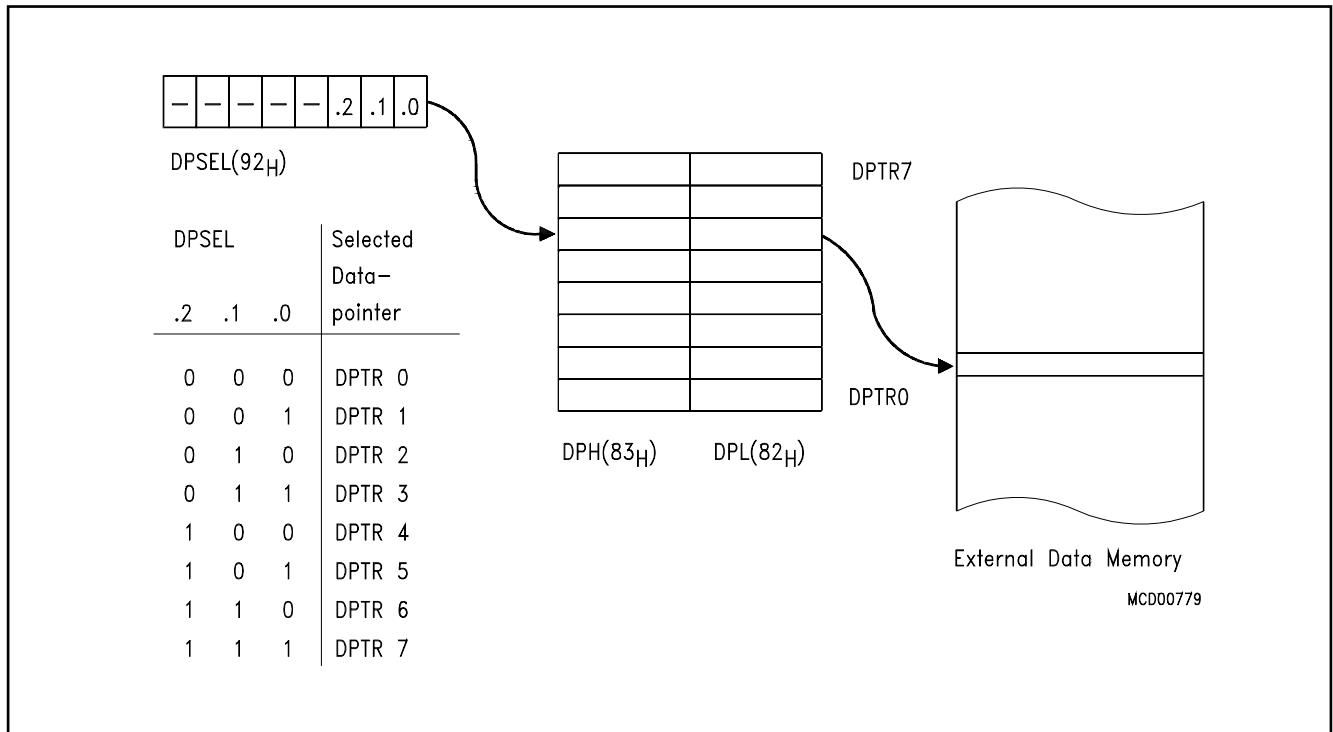 – – – – – .2 .1 .0
DPSEL(92H)
DPSEL Selected
Data–
.2 .1 .0 pointer
0 0 0 DPTR 0
0 0 1 DPTR 1
0 1 0 DPTR 2
0 1 1 DPTR 3
1 0 0 DPTR 4
1 0 1 DPTR 5
1 1 0 DPTR 6
1 1 1 DPTR 7
DPTR7
DPTR0
DPH(83H) DPL(82H)
External Data Memory
MCD00779